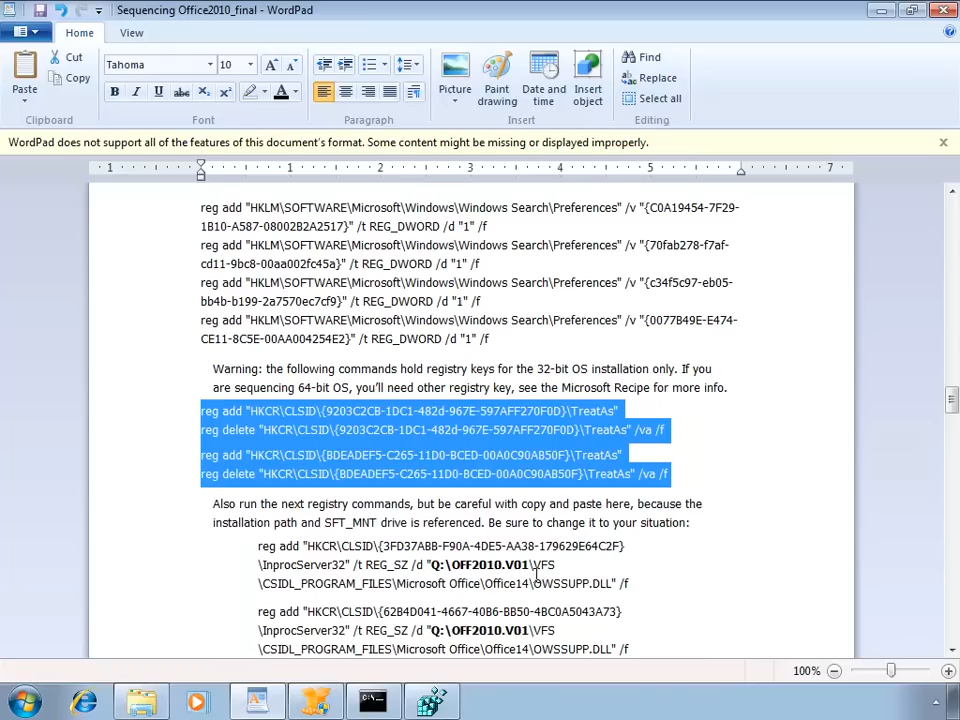 Sequencing Office2010_final - WordPad
Home
View
Paste
Cut
Copy
Clipboard
Tahoma
10
Font
Paragraph
Picture
Paint drawing
Date and time
Insert object
Insert
Find
Replace
Select all
Editing
WordPad does not support all of the features of this document's format. Some content might be missing or displayed improperly.
1 1 2 3 4 5 7
reg add "HKLM\SOFTWARE\Microsoft\Windows\Windows Search\Preferences" /v "{C0A19454-7F29-
1B10-A587-08002B2A2517}" /t REG_DWORD /d "1" /f
reg add "HKLM\SOFTWARE\Microsoft\Windows\Windows Search\Preferences" /v "{70fab278-f7af-
cd11-9bc8-00aa002fc45a}" /t REG_DWORD /d "1" /f
reg add "HKLM\SOFTWARE\Microsoft\Windows\Windows Search\Preferences" /v "{c34f5c97-eb05-
bb4b-b199-2a7570ec7cf9}" /t REG_DWORD /d "1" /f
reg add "HKLM\SOFTWARE\Microsoft\Windows\Windows Search\Preferences" /v "{0077B49E-E474-
CE11-8C5E-00AA004254E2}" /t REG_DWORD /d "1" /f
Warning: the following commands hold registry keys for the 32-bit OS installation only. If you
are sequencing 64-bit OS, you'll need other registry key, see the Microsoft Recipe for more info.
reg add "HKCR\CLSID\{9203C2CB-1DC1-482d-967E-597AFF270F0D}\TreatAs"
reg delete "HKCR\CLSID\{9203C2CB-1DC1-482d-967E-597AFF270F0D}\TreatAs" /va /f
reg add "HKCR\CLSID\{BDEADEF5-C265-11D0-BCED-00A0C90AB50F}\TreatAs"
reg delete "HKCR\CLSID\{BDEADEF5-C265-11D0-BCED-00A0C90AB50F}\TreatAs" /va /f
Also run the next registry commands, but be careful with copy and paste here, because the
installation path and SFT_MNT drive is referenced. Be sure to change it to your situation:
reg add "HKCR\CLSID\{3FD37ABB-F90A-4DE5-AA38-179629E64C2F}
\InprocServer32" /t REG_SZ /d "Q:\OFF2010.V01\VFS
\CSIDL_PROGRAM_FILES\Microsoft Office\Office14\OWSSUPP.DLL" /f
reg add "HKCR\CLSID\{62B4D041-4667-40B6-BB50-4BC0A5043A73}
\InprocServer32" /t REG_SZ /d "Q:\OFF2010.V01\VFS
\CSIDL_PROGRAM_FILES\Microsoft Office\Office14\OWSSUPP.DLL" /f
100%